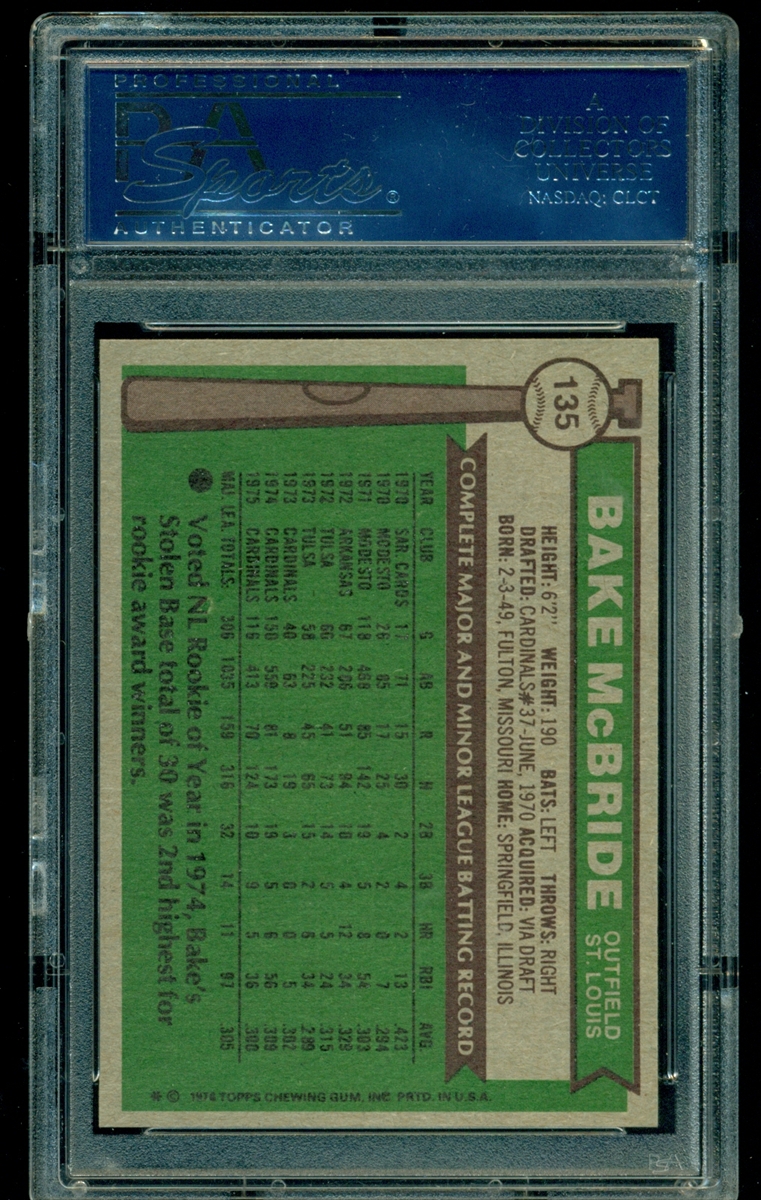 PROFESSIONAL
PSA
Sports®
AUTHENTICATOR
A
DIVISION OF
COLLECTORS
UNIVERSE
NASDAQ: CLCT
135
BAKE McBRIDE OUTFIELD
ST. LOUIS
HEIGHT: 6'2" WEIGHT: 190 BATS: LEFT THROWS: RIGHT
DRAFTED: CARDINALS #37-JUNE, 1970 ACQUIRED: VIA DRAFT
BORN: 2-3-49, FULTON, MISSOURI HOME: SPRINGFIELD, ILLINOIS
COMPLETE MAJOR AND MINOR LEAGUE BATTING RECORD
YEAR CLUB G AB R H 2B 3B HR RBI AVG.
1970 SAR. CARDS 17 71 15 30 2 4 2 13 .423
1970 MODESTO 26 85 17 25 4 2 0 7 .294
1971 MODESTO 118 468 85 142 19 5 8 54 .303
1972 ARKANSAS 67 206 51 94 18 4 12 34 .329
1972 TULSA 60 232 41 73 14 5 5 24 .315
1973 TULSA 58 225 45 65 15 2 6 34 .289
1973 CARDINALS 40 63 8 19 3 0 0 5 .302
1974 CARDINALS 150 559 81 173 19 5 6 56 .309
1975 CARDINALS 116 413 70 124 10 9 5 36 .300
MAJ. LEA. TOTALS: 306 1035 159 316 32 14 11 97 .305
Voted NL Rookie of Year in 1974, Bake's
Stolen Base total of 30 was 2nd highest for
rookie award winners.
* © 1976 TOPPS CHEWING GUM, INC. PRTD. IN U.S.A.
PSA